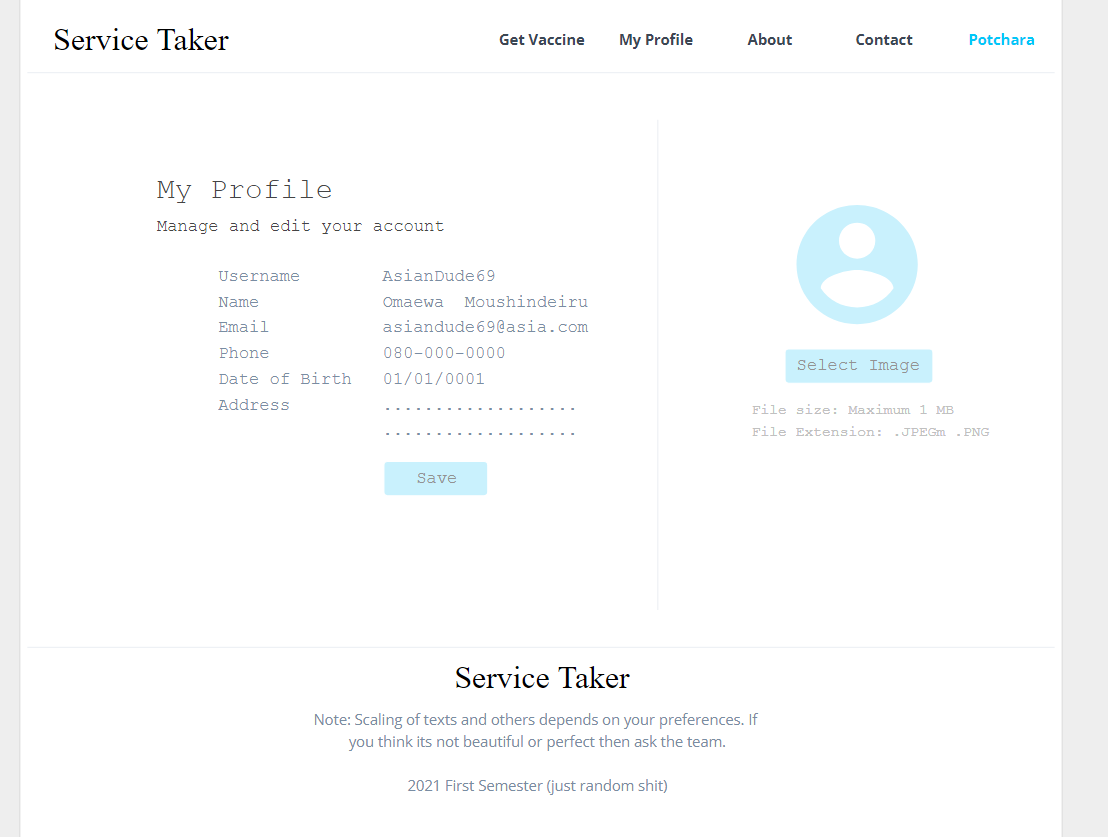 Service Taker
Get Vaccine My Profile About Contact Potchara
My Profile
Manage and edit your account
Username AsianDude69
Name Omaewa Moushindeiru
Email asiandude69@asia.com
Phone 080-000-0000
Date of Birth 01/01/0001
Address ...................
...................
Save
Select Image
File size: Maximum 1 MB
File Extension: .JPEGm .PNG
Service Taker
Note: Scaling of texts and others depends on your preferences. If
you think its not beautiful or perfect then ask the team.
2021 First Semester (just random shit)